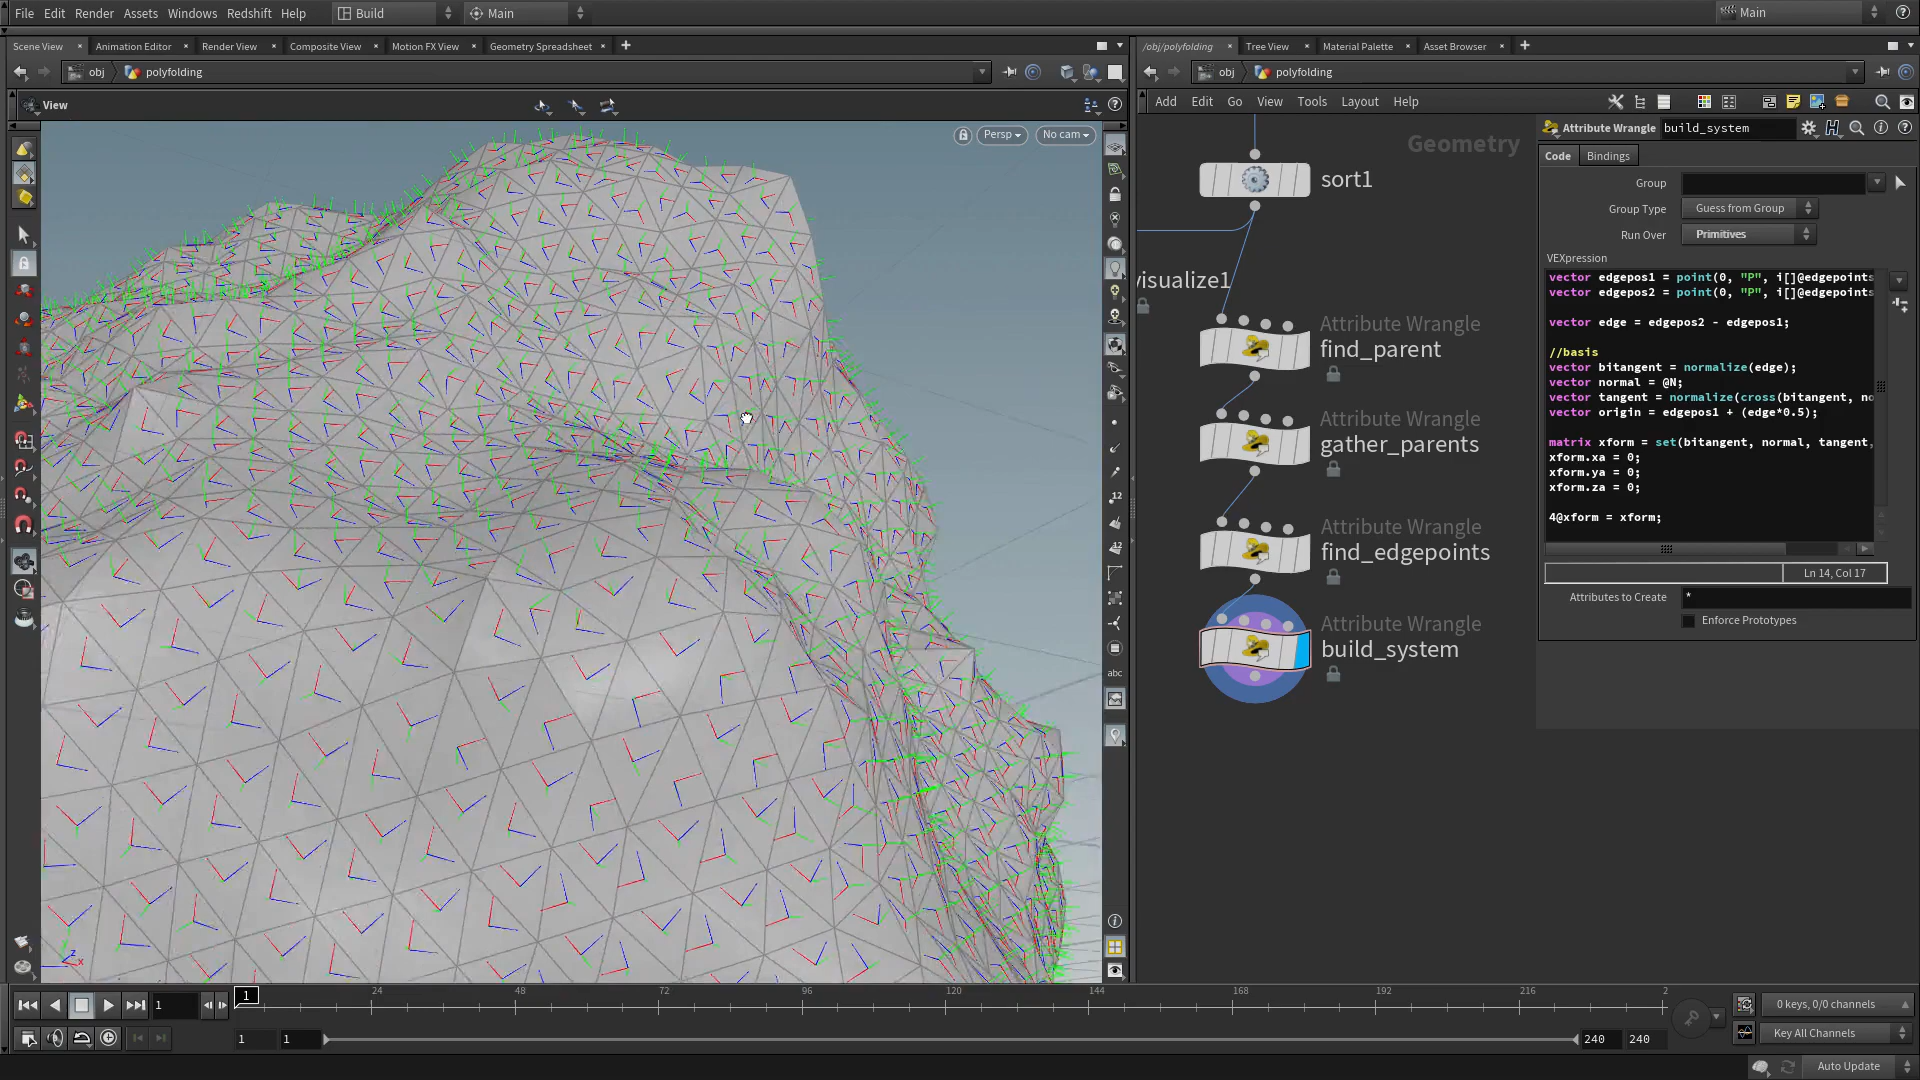 File Edit Render Assets Windows Redshift Help Build Main Main
Scene View × Animation Editor × Render View × Composite View × Motion FX View × Geometry Spreadsheet × +
obj polyfolding
View
Persp
No cam
12
12
abc
z
x
/obj/polyfolding × Tree View × Material Palette × Asset Browser × +
obj polyfolding
Add Edit Go View Tools Layout Help
Geometry
sort1
visualize1
Attribute Wrangle
find_parent
Attribute Wrangle
gather_parents
Attribute Wrangle
find_edgepoints
Attribute Wrangle
build_system
Attribute Wrangle build_system
Code Bindings
Group
Group Type Guess from Group
Run Over Primitives
VEXpression
vector edgepos1 = point(0, "P", i[]@edgepoints
vector edgepos2 = point(0, "P", i[]@edgepoints
vector edge = edgepos2 - edgepos1;
//basis
vector bitangent = normalize(edge);
vector normal = @N;
vector tangent = normalize(cross(bitangent, no
vector origin = edgepos1 + (edge*0.5);
matrix xform = set(bitangent, normal, tangent,
xform.xa = 0;
xform.ya = 0;
xform.za = 0;
4@xform = xform;
Ln 14, Col 17
Attributes to Create *
Enforce Prototypes
1 1 24 48 72 96 120 144 168 192 216 2
0 keys, 0/0 channels
1 1 240 240
Key All Channels
Auto Update